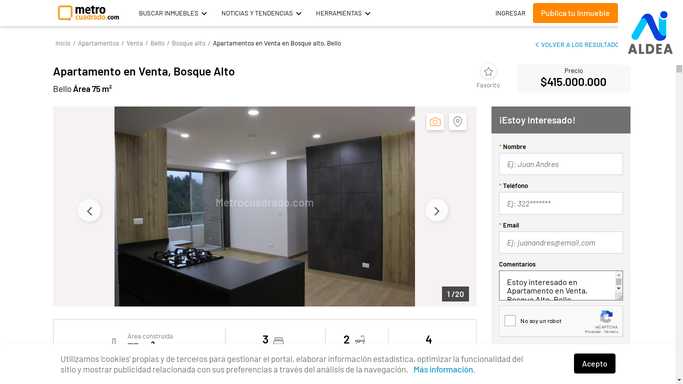 metro
cuadrado.com
BUSCAR INMUEBLES
NOTICIAS Y TENDENCIAS
HERRAMIENTAS
INGRESAR
Publica tu Inmueble
AI
ALDEA
Inicio / Apartamentos / Venta / Bello / Bosque alto / Apartamentos en Venta en Bosque alto, Bello
VOLVER A LOS RESULTADO
Apartamento en Venta, Bosque Alto
Bello Área 75 m²
Favorito
Precio
$415.000.000
Metrocuadrado.com
1 / 20
¡Estoy Interesado!
* Nombre
Ej: Juan Andres
* Teléfono
Ej: 322*******
* Email
Ej: juanandres@email.com
Comentarios
Estoy interesado en
Apartamento en Venta,
Bosque Alto, Bello
No soy un robot
reCAPTCHA
Privacidad - Términos
Área construida
3
2
4
Utilizamos 'cookies' propias y de terceros para gestionar el portal, elaborar información estadística, optimizar la funcionalidad del
sitio y mostrar publicidad relacionada con sus preferencias a través del análisis de la navegación. Más información.
Acepto